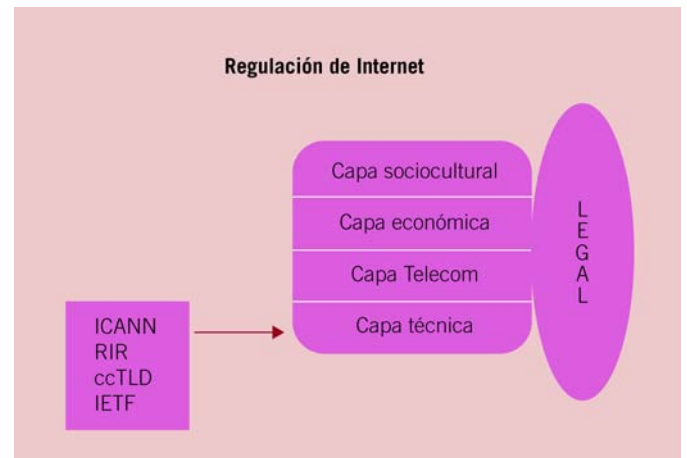 Regulación de Internet
Capa sociocultural
Capa económica
Capa Telecom
Capa técnica
L
E
G
A
L
ICANN
RIR
ccTLD
IETF